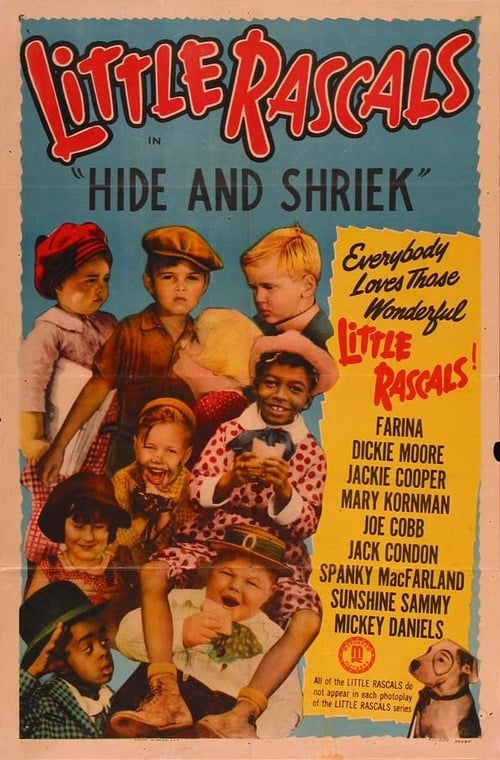 LITTLE RASCALS
IN
"HIDE AND SHRIEK"
Everybody
Loves Those
Wonderful
LITTLE
RASCALS!
FARINA
DICKIE MOORE
JACKIE COOPER
MARY KORNMAN
JOE COBB
JACK CONDON
SPANKY MACFARLAND
SUNSHINE SAMMY
MICKEY DANIELS
All of the LITTLE RASCALS do
not appear in each photoplay
of the LITTLE RASCALS series